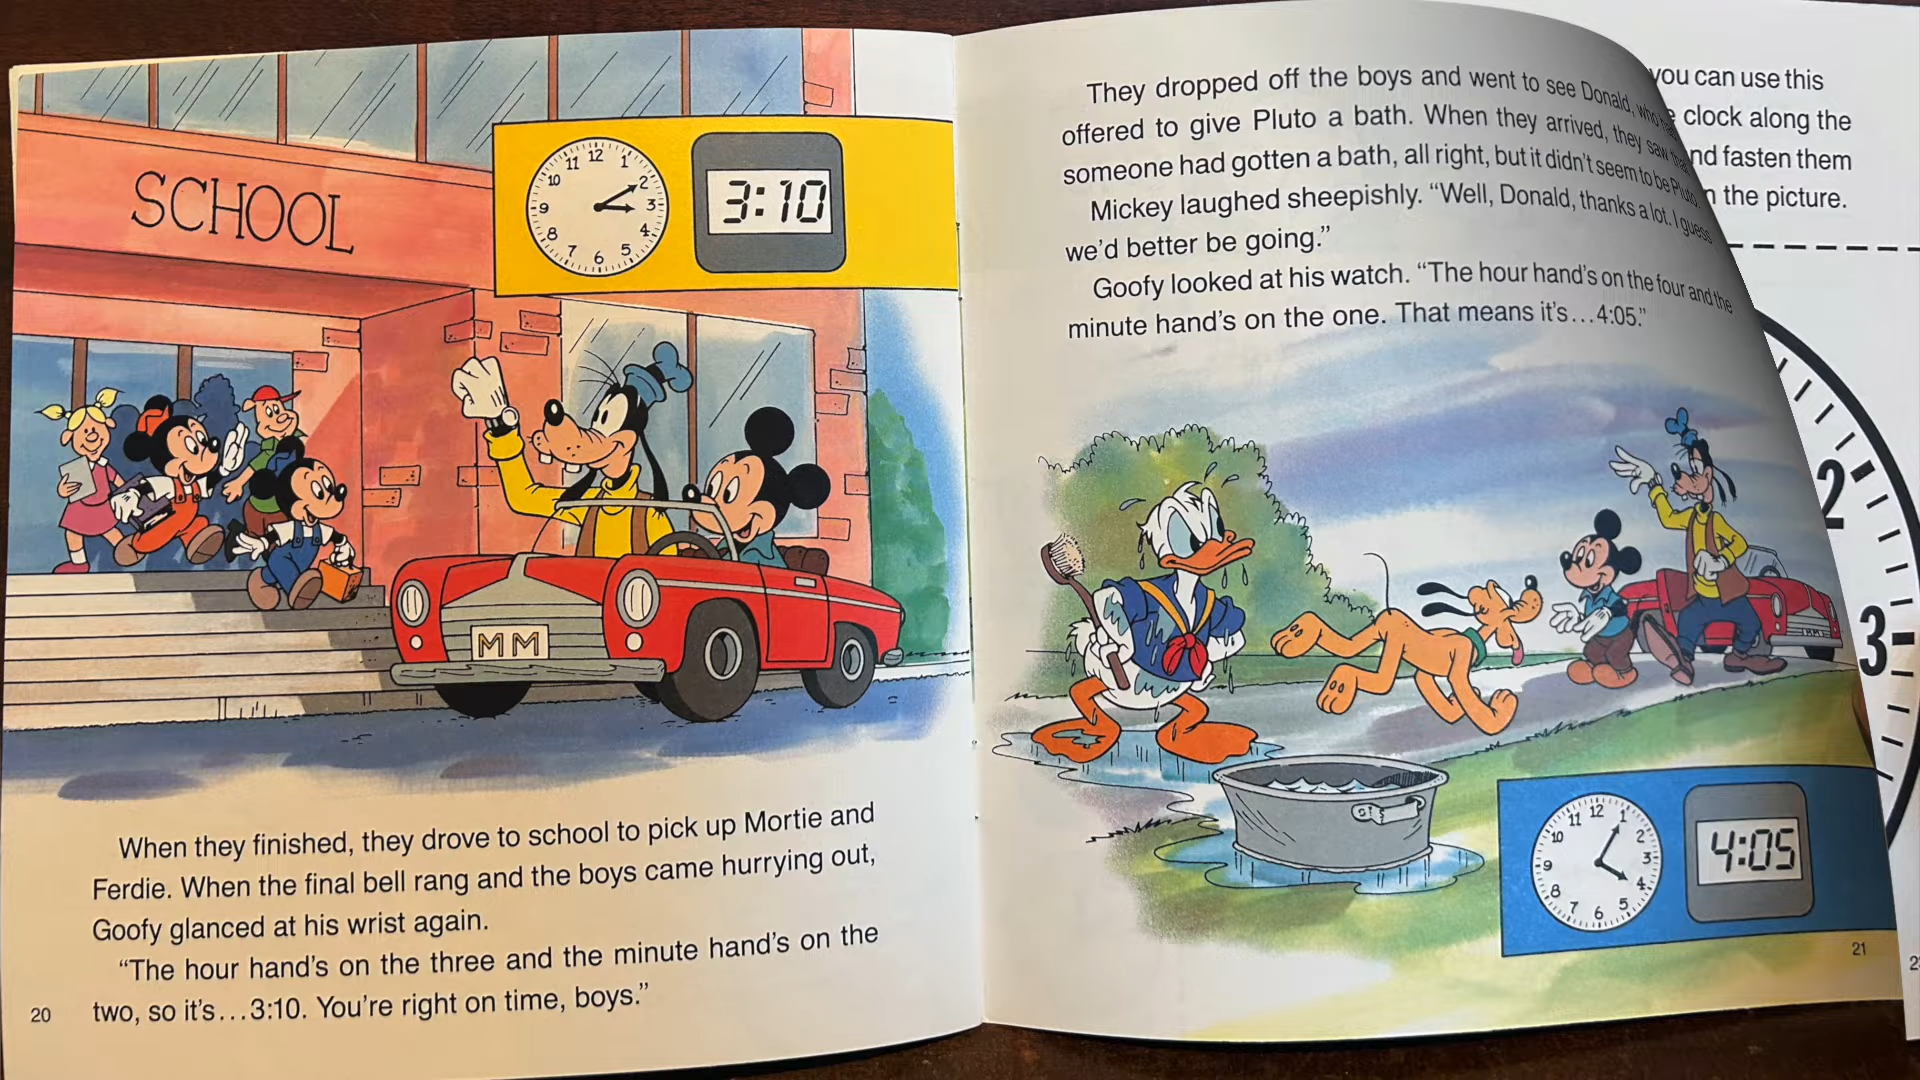 SCHOOL
11 12 1
10 2
9 3
8 4
7 6 5
3:10
MM
When they finished, they drove to school to pick up Mortie and
Ferdie. When the final bell rang and the boys came hurrying out,
Goofy glanced at his wrist again.
“The hour hand’s on the three and the minute hand’s on the
two, so it’s...3:10. You’re right on time, boys.”
20
They dropped off the boys and went to see Donald, who
offered to give Pluto a bath. When they arrived, they saw
someone had gotten a bath, all right, but it didn’t seem to be Pluto.
Mickey laughed sheepishly. “Well, Donald, thanks a lot. I guess
we’d better be going.”
Goofy looked at his watch. “The hour hand’s on the four and the
minute hand’s on the one. That means it’s...4:05.”
MM
11 12 1
10 2
9 3
8 4
7 6 5
4:05
21
you can use this
clock along the
nd fasten them
the picture.
2
3